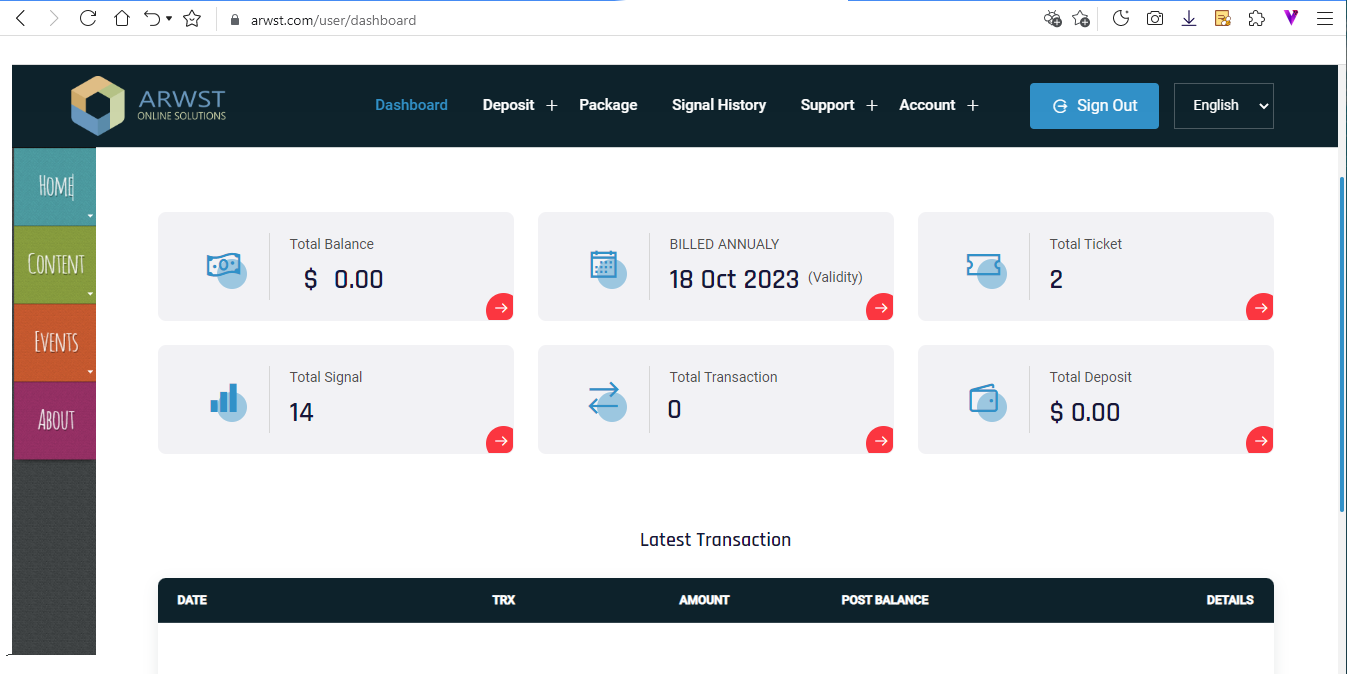 arwst.com/user/dashboard
ARWST
ONLINE SOLUTIONS
Dashboard Deposit + Package Signal History Support + Account + Sign Out English
HOME
CONTENT
EVENTS
ABOUT
Total Balance
$ 0.00
BILLED ANNUALY
18 Oct 2023 (Validity)
Total Ticket
2
Total Signal
14
Total Transaction
0
Total Deposit
$ 0.00
Latest Transaction
DATE TRX AMOUNT POST BALANCE DETAILS